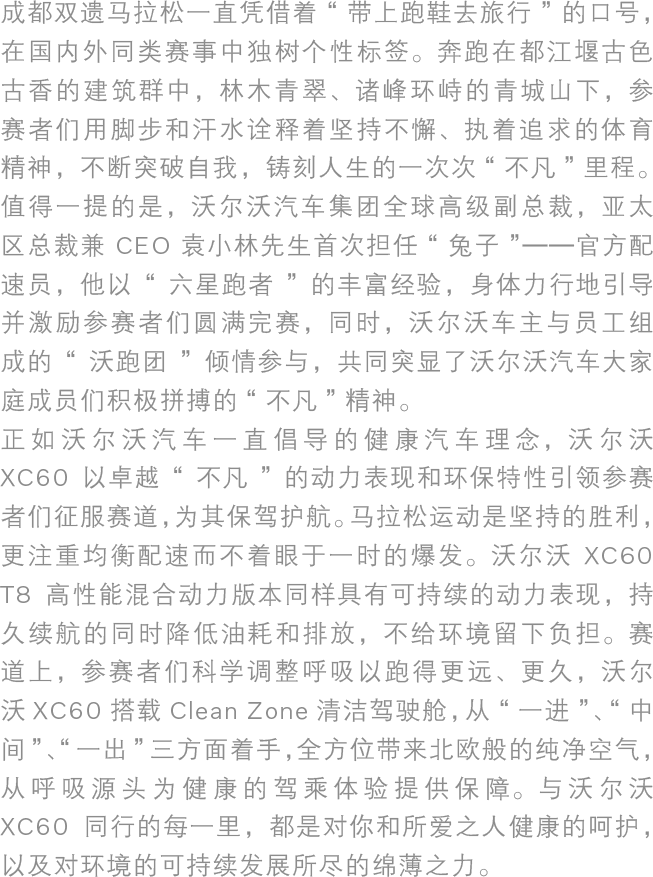 成都双遗马拉松一直凭借着“带上跑鞋去旅行”的口号，
在国内外同类赛事中独树个性标签。奔跑在都江堰古色
古香的建筑群中，林木青翠、诸峰环峙的青城山下，参
赛者们用脚步和汗水诠释着坚持不懈、执着追求的体育
精神，不断突破自我，铸刻人生的一次次“不凡”里程。
值得一提的是，沃尔沃汽车集团全球高级副总裁，亚太
区总裁兼 CEO 袁小林先生首次担任“兔子”——官方配
速员，他以“六星跑者”的丰富经验，身体力行地引导
并激励参赛者们圆满完赛，同时，沃尔沃车主与员工组
成的“沃跑团”倾情参与，共同突显了沃尔沃汽车大家
庭成员们积极拼搏的“不凡”精神。
正如沃尔沃汽车一直倡导的健康汽车理念，沃尔沃
XC60 以卓越“不凡”的动力表现和环保特性引领参赛
者们征服赛道，为其保驾护航。马拉松运动是坚持的胜利，
更注重均衡配速而不着眼于一时的爆发。沃尔沃 XC60
T8 高性能混合动力版本同样具有可持续的动力表现，持
久续航的同时降低油耗和排放，不给环境留下负担。赛
道上，参赛者们科学调整呼吸以跑得更远、更久，沃尔
沃 XC60 搭载 Clean Zone 清洁驾驶舱，从“一进”、“中
间”、“一出”三方面着手，全方位带来北欧般的纯净空气，
从呼吸源头为健康的驾乘体验提供保障。与沃尔沃
XC60 同行的每一里，都是对你和所爱之人健康的呵护，
以及对环境的可持续发展所尽的绵薄之力。